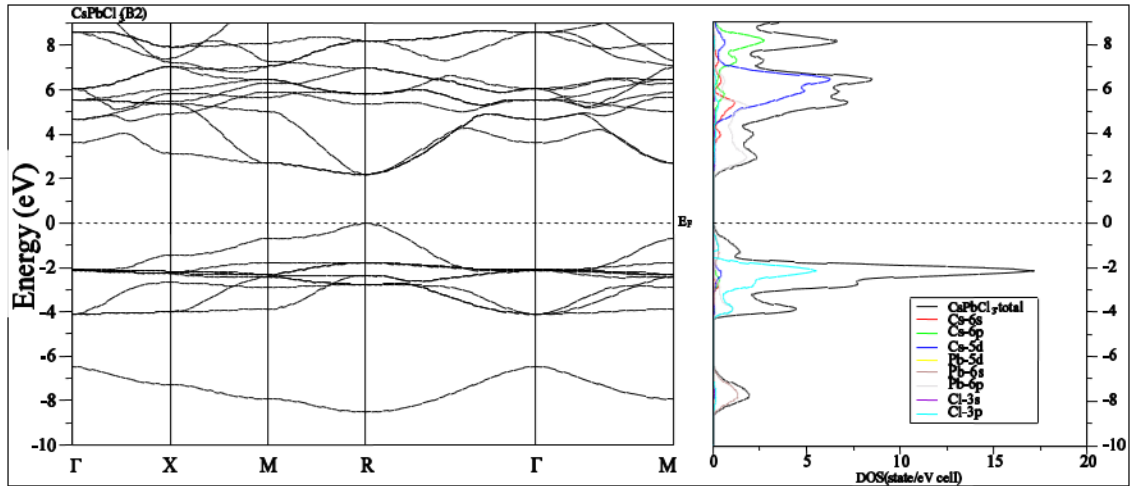 CsPbCl3(B2)
Energy (eV)
8
6
4
2
0
-2
-4
-6
-8
-10
Γ X M R Γ M
EF
8
6
4
2
0
-2
-4
-6
-8
-10
CsPbCl3-total
Cs-6s
Cs-6p
Cs-5d
Pb-5d
Pb-6s
Pb-6p
Cl-3s
Cl-3p
0 5 10 15 20
DOS(state/eV cell)